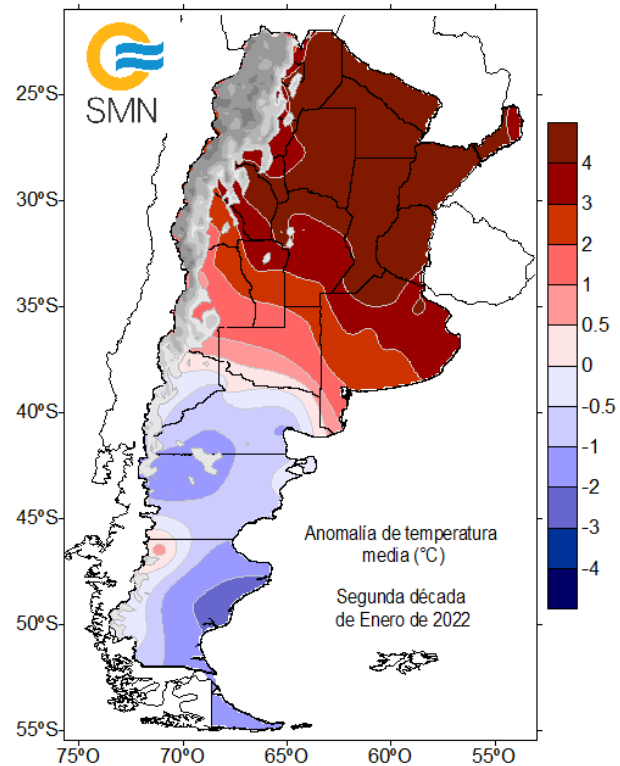 SMN
25ºS
30ºS
35ºS
40ºS
45ºS
50ºS
55ºS
75ºO
70ºO
65ºO
60ºO
55ºO
4
3
2
1
0.5
0
-0.5
-1
-2
-3
-4
Anomalía de temperatura
media (°C)
Segunda década
de Enero de 2022